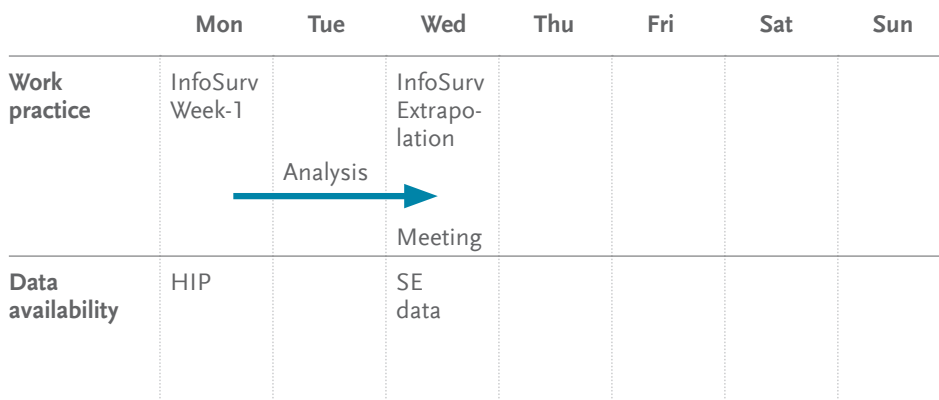 Mon Tue Wed Thu Fri Sat Sun
Work
practice
InfoSurv
Week-1
InfoSurv
Extrapo-
lation
Analysis
Meeting
Data
availability
HIP
SE
data